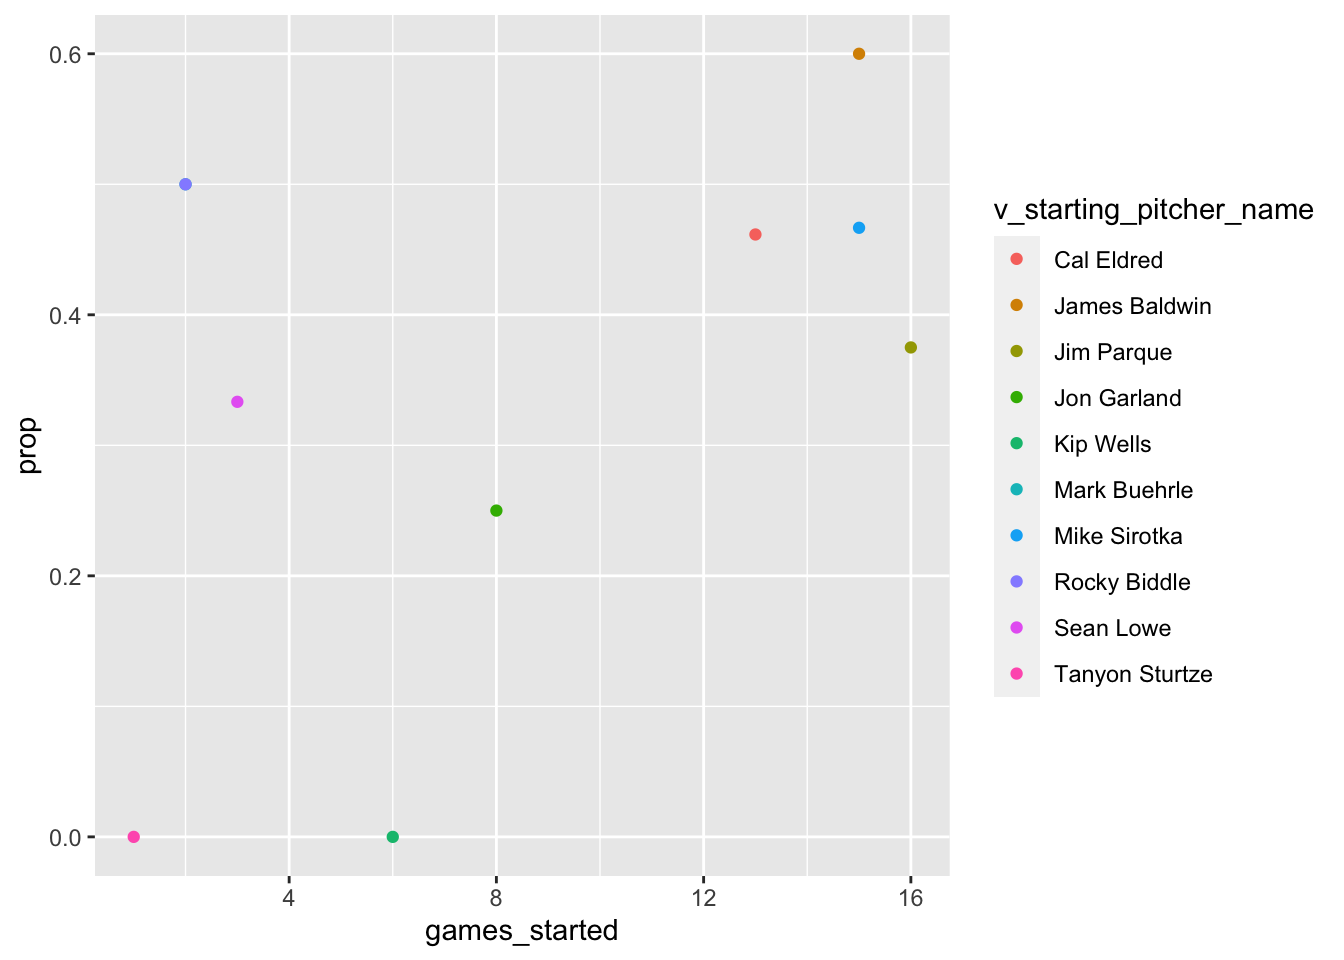 0.6
0.4
0.2
0.0
prop
4 8 12 16
games_started
v_starting_pitcher_name
Cal Eldred
James Baldwin
Jim Parque
Jon Garland
Kip Wells
Mark Buehrle
Mike Sirotka
Rocky Biddle
Sean Lowe
Tanyon Sturtze